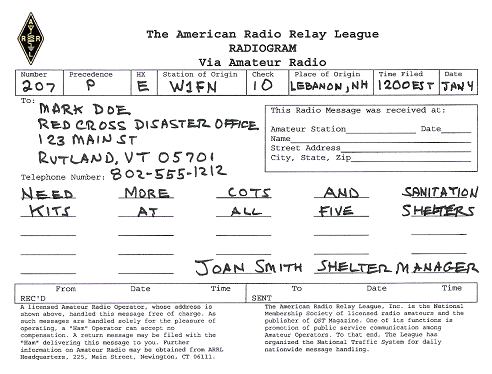 The American Radio Relay League
RADIOGRAM
Via Amateur Radio
ARRL
Number Precedence HX Station of Origin Check Place of Origin Time Filed Date
207 P E W1FN 10 LEBANON, NH 1200 EST JAN 4
To:
MARK DOE
RED CROSS DISASTER OFFICE
123 MAIN ST
RUTLAND, VT 05701
Telephone Number: 802-555-1212
This Radio Message was received at:
Amateur Station Date
Name
Street Address
City, State, Zip
NEED MORE COTS AND SANITATION
KITS AT ALL FIVE SHELTERS
JOAN SMITH SHELTER MANAGER
From Date Time To Date Time
REC'D SENT
A licensed Amateur Radio Operator, whose address is
shown above, handled this message free of charge. As
such messages are handled solely for the pleasure of
operating, a "Ham" Operator can accept no
compensation. A return message may be filed with the
"Ham" delivering this message to you. Further
information on Amateur Radio may be obtained from ARRL
Headquarters, 225, Main Street, Newington, CT 06111.
The American Radio Relay League, Inc. is the National
Membership Society of licensed radio amateurs and the
publisher of QST Magazine. One of its functions is
promotion of public service communication among
Amateur Operators. To that end, The League has
organized the National Traffic System for daily
nationwide message handling.